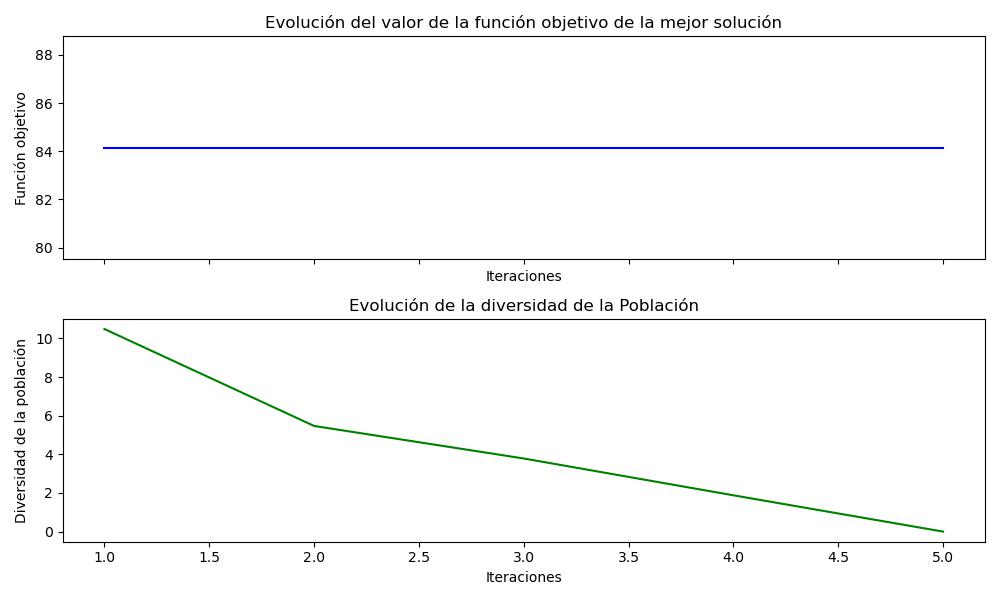 Evolución del valor de la función objetivo de la mejor solución
Función objetivo
88
86
84
82
80
Iteraciones
Evolución de la diversidad de la Población
Diversidad de la población
10
8
6
4
2
0
1.0 1.5 2.0 2.5 3.0 3.5 4.0 4.5 5.0
Iteraciones